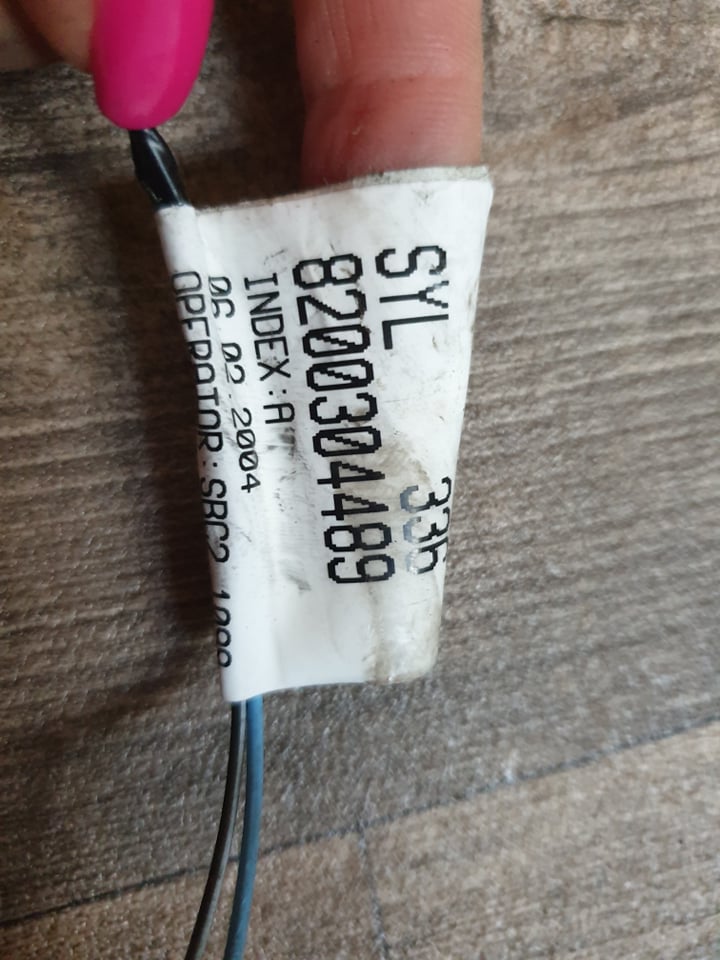 SYL 336
8200304489
INDEX:A
06.02.2004
OPERATOR:SBC2